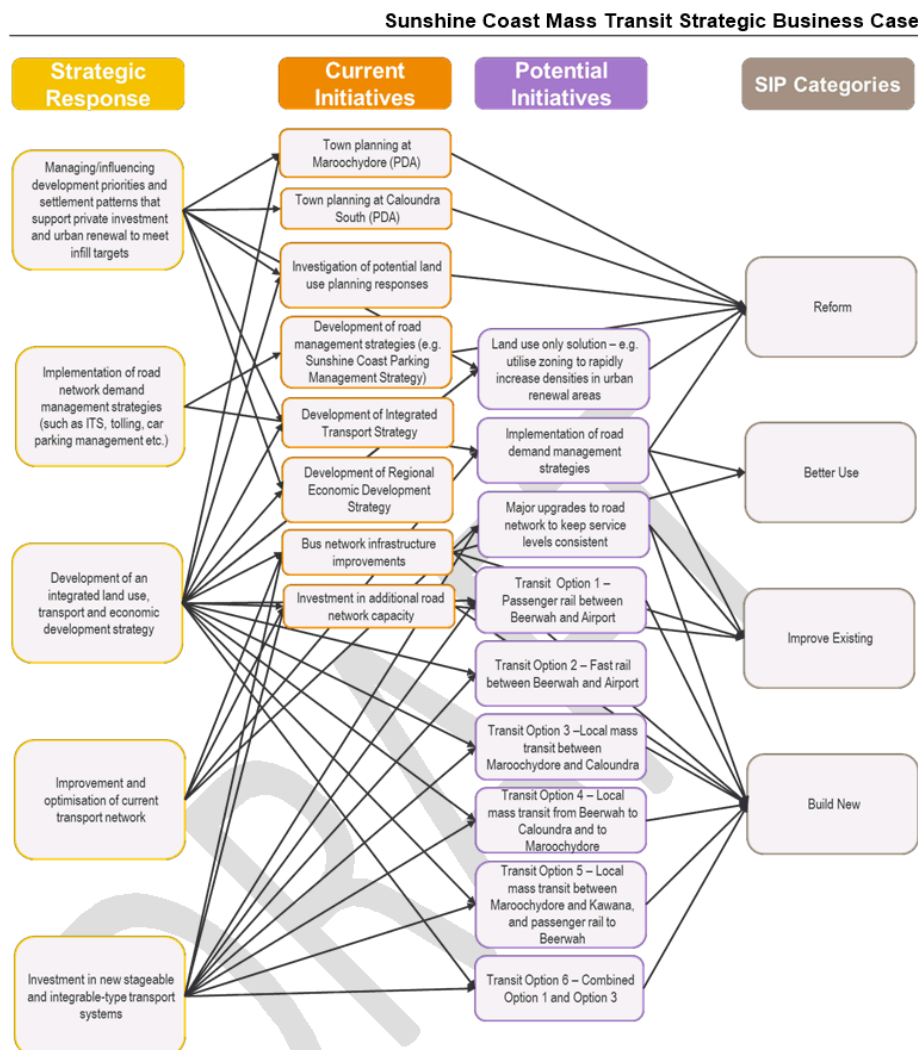 Sunshine Coast Mass Transit Strategic Business Case
Strategic
Response
Current
Initiatives
Potential
Initiatives
SIP Categories
Managing/influencing
development priorities and
settlement patterns that
support private investment
and urban renewal to meet
infill targets
Implementation of road
network demand
management strategies
(such as ITS, tolling, car
parking management etc.)
Development of an
integrated land use,
transport and economic
development strategy
Improvement and
optimisation of current
transport network
Investment in new stageable
and integrable-type transport
systems
Town planning at
Maroochydore (PDA)
Town planning at Caloundra
South (PDA)
Investigation of potential land
use planning responses
Development of road
management strategies (e.g.
Sunshine Coast Parking
Management Strategy)
Development of Integrated
Transport Strategy
Development of Regional
Economic Development
Strategy
Bus network infrastructure
improvements
Investment in additional road
network capacity
Land use only solution – e.g.
utilise zoning to rapidly
increase densities in urban
renewal areas
Implementation of road
demand management
strategies
Major upgrades to road
network to keep service
levels consistent
Transit Option 1 –
Passenger rail between
Beerwah and Airport
Transit Option 2 – Fast rail
between Beerwah and Airport
Transit Option 3 –Local mass
transit between
Maroochydore and Caloundra
Transit Option 4 – Local
mass transit from Beerwah to
Caloundra and to
Maroochydore
Transit Option 5 – Local
mass transit between
Maroochydore and Kawana,
and passenger rail to
Beerwah
Transit Option 6 – Combined
Option 1 and Option 3
Reform
Better Use
Improve Existing
Build New
DRAFT